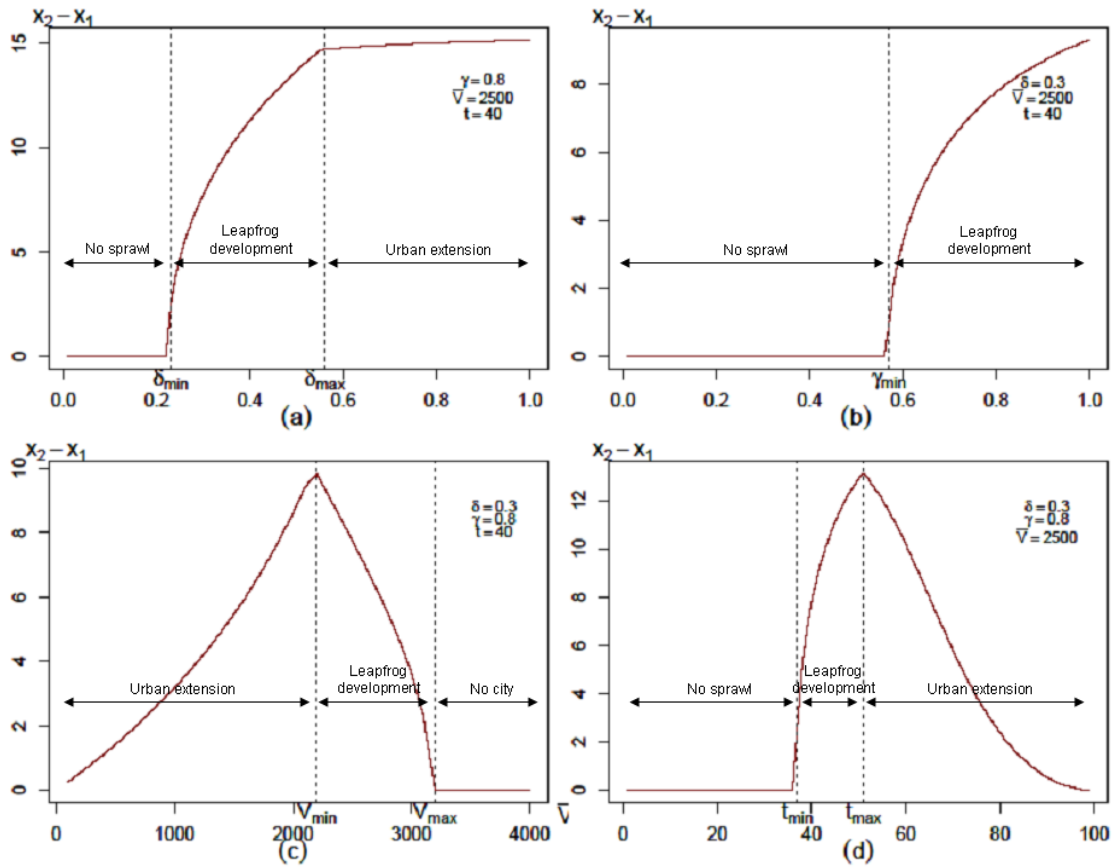 x₂ – x₁
15
10
5
0
γ = 0.8
V̅ = 2500
t = 40
No sprawl
Leapfrog
development
Urban extension
δmin
δmax
0.0 0.2 0.4 0.6 0.8 1.0
(a)
x₂ – x₁
8
6
4
2
0
δ = 0.3
V̅ = 2500
t = 40
No sprawl
Leapfrog
development
γmin
0.0 0.2 0.4 0.6 0.8 1.0
(b)
x₂ – x₁
10
8
6
4
2
0
δ = 0.3
γ = 0.8
t = 40
Urban extension
Leapfrog
development
No city
V̅min
V̅max
V̅
0 1000 2000 3000 4000
(c)
x₂ – x₁
12
10
8
6
4
2
0
δ = 0.3
γ = 0.8
V̅ = 2500
No sprawl
Leapfrog
development
Urban extension
tmin
tmax
0 20 40 60 80 100
(d)